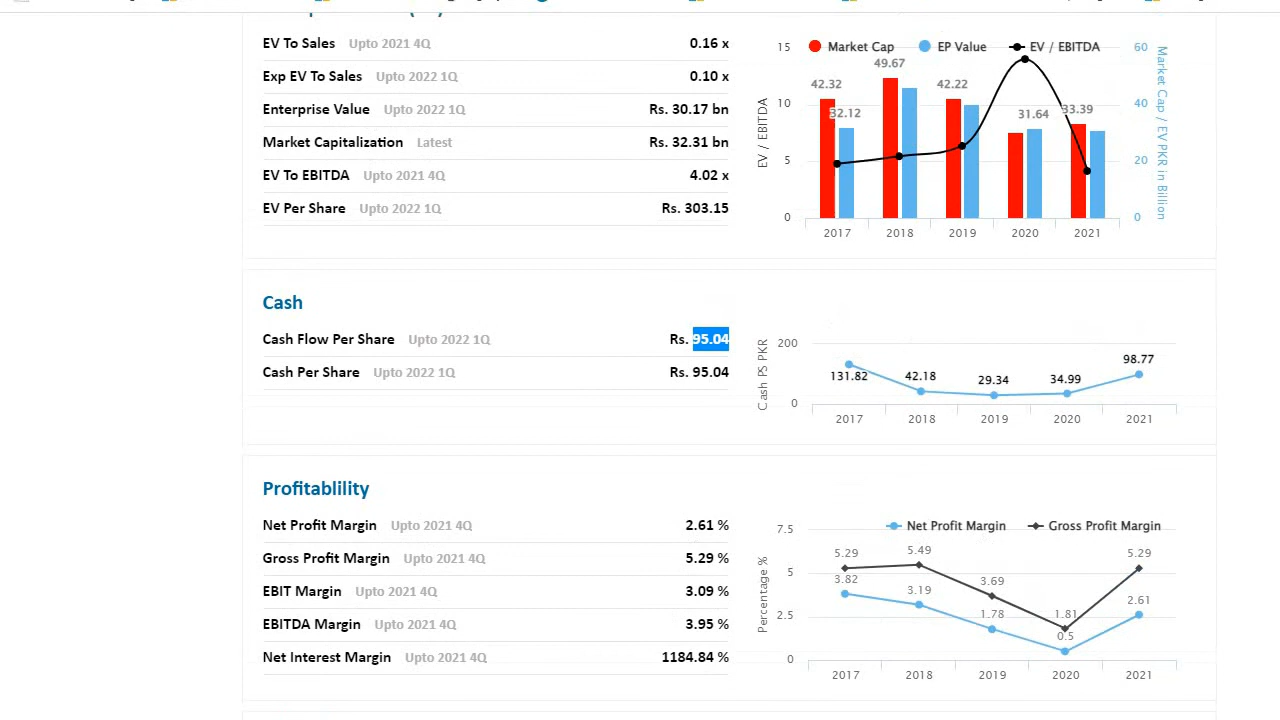 EV To Sales Upto 2021 4Q 0.16 x
Exp EV To Sales Upto 2022 1Q 0.10 x
Enterprise Value Upto 2022 1Q Rs. 30.17 bn
Market Capitalization Latest Rs. 32.31 bn
EV To EBITDA Upto 2021 4Q 4.02 x
EV Per Share Upto 2022 1Q Rs. 303.15
Market Cap EP Value EV / EBITDA
EV / EBITDA
15
10
5
0
42.32
32.12
49.67
42.22
31.64
33.39
60
40
20
0
Market Cap / EV PKR in Billion
2017 2018 2019 2020 2021
Cash
Cash Flow Per Share Upto 2022 1Q Rs. 95.04
Cash Per Share Upto 2022 1Q Rs. 95.04
Cash PS PKR
200
0
131.82 42.18 29.34 34.99 98.77
2017 2018 2019 2020 2021
Profitablility
Net Profit Margin Upto 2021 4Q 2.61 %
Gross Profit Margin Upto 2021 4Q 5.29 %
EBIT Margin Upto 2021 4Q 3.09 %
EBITDA Margin Upto 2021 4Q 3.95 %
Net Interest Margin Upto 2021 4Q 1184.84 %
Net Profit Margin Gross Profit Margin
Percentage %
7.5
5
2.5
0
5.29 5.49 3.69 1.81 5.29
3.82 3.19 1.78 0.5 2.61
2017 2018 2019 2020 2021